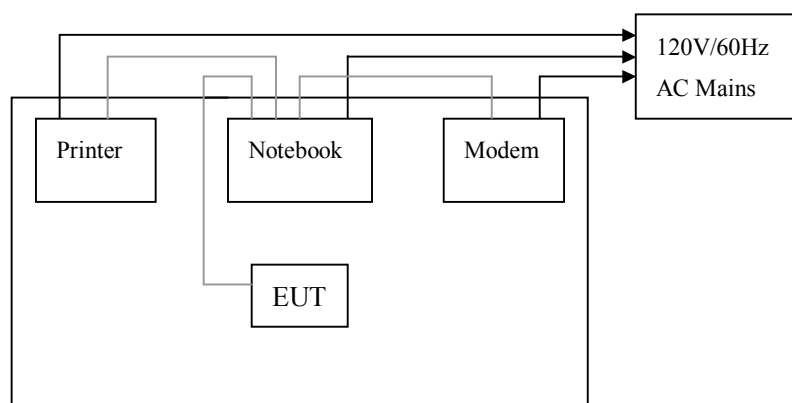 120V/60Hz
AC Mains
Printer
Notebook
Modem
EUT